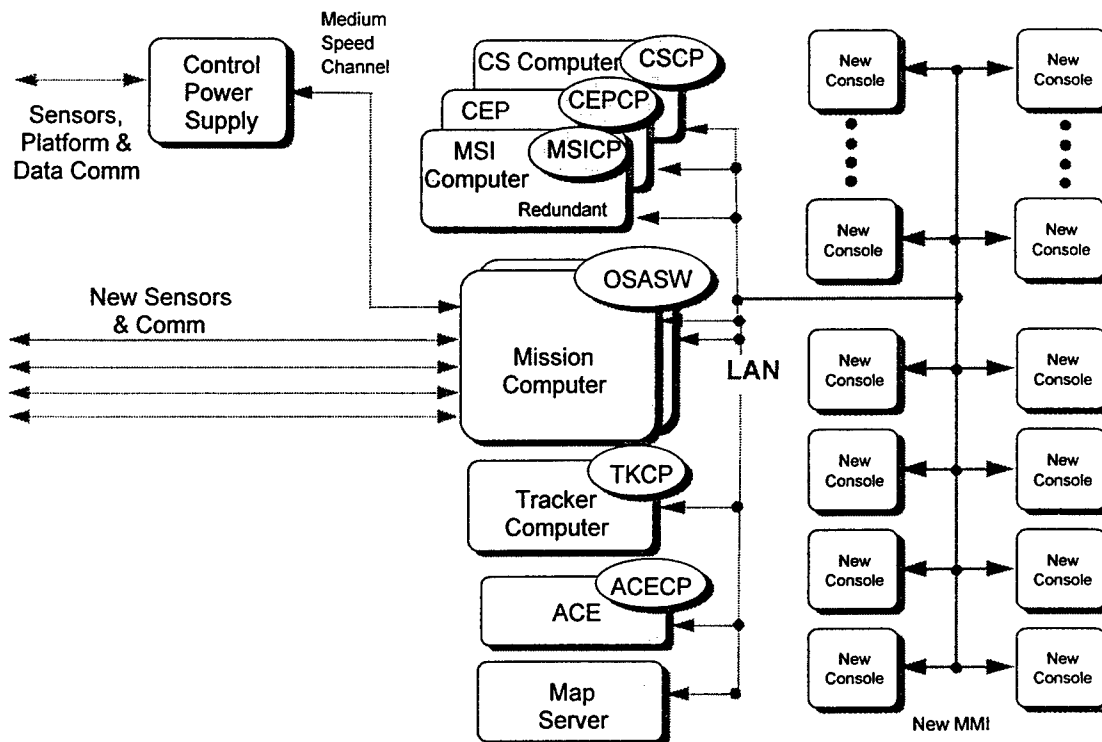 Medium
Speed
Channel
Control
Power
Supply
Sensors,
Platform &
Data Comm
CS Computer
CSCP
CEP
CEPCP
MSI
Computer
MSICP
Redundant
New Sensors
& Comm
OSASW
Mission
Computer
LAN
TKCP
Tracker
Computer
ACECP
ACE
Map
Server
New
Console
New
Console
New
Console
New
Console
New
Console
New
Console
New
Console
New
Console
New
Console
New
Console
New
Console
New
Console
New MMI